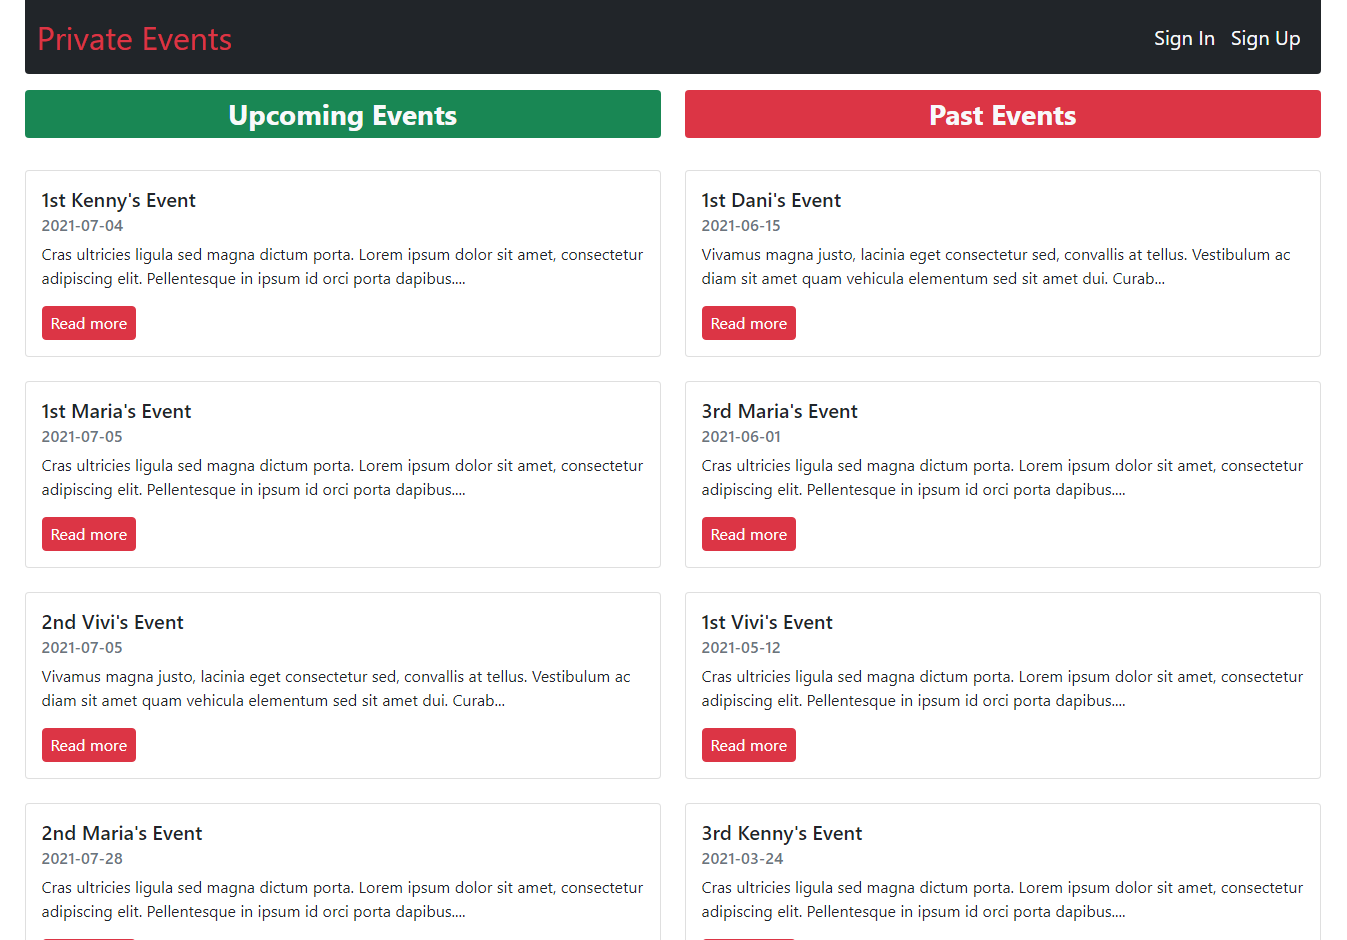 Private Events
Sign In Sign Up
Upcoming Events
1st Kenny's Event
2021-07-04
Cras ultricies ligula sed magna dictum porta. Lorem ipsum dolor sit amet, consectetur
adipiscing elit. Pellentesque in ipsum id orci porta dapibus....
Read more
1st Maria's Event
2021-07-05
Cras ultricies ligula sed magna dictum porta. Lorem ipsum dolor sit amet, consectetur
adipiscing elit. Pellentesque in ipsum id orci porta dapibus....
Read more
2nd Vivi's Event
2021-07-05
Vivamus magna justo, lacinia eget consectetur sed, convallis at tellus. Vestibulum ac
diam sit amet quam vehicula elementum sed sit amet dui. Curab...
Read more
2nd Maria's Event
2021-07-28
Cras ultricies ligula sed magna dictum porta. Lorem ipsum dolor sit amet, consectetur
adipiscing elit. Pellentesque in ipsum id orci porta dapibus....
Past Events
1st Dani's Event
2021-06-15
Vivamus magna justo, lacinia eget consectetur sed, convallis at tellus. Vestibulum ac
diam sit amet quam vehicula elementum sed sit amet dui. Curab...
Read more
3rd Maria's Event
2021-06-01
Cras ultricies ligula sed magna dictum porta. Lorem ipsum dolor sit amet, consectetur
adipiscing elit. Pellentesque in ipsum id orci porta dapibus....
Read more
1st Vivi's Event
2021-05-12
Cras ultricies ligula sed magna dictum porta. Lorem ipsum dolor sit amet, consectetur
adipiscing elit. Pellentesque in ipsum id orci porta dapibus....
Read more
3rd Kenny's Event
2021-03-24
Cras ultricies ligula sed magna dictum porta. Lorem ipsum dolor sit amet, consectetur
adipiscing elit. Pellentesque in ipsum id orci porta dapibus....